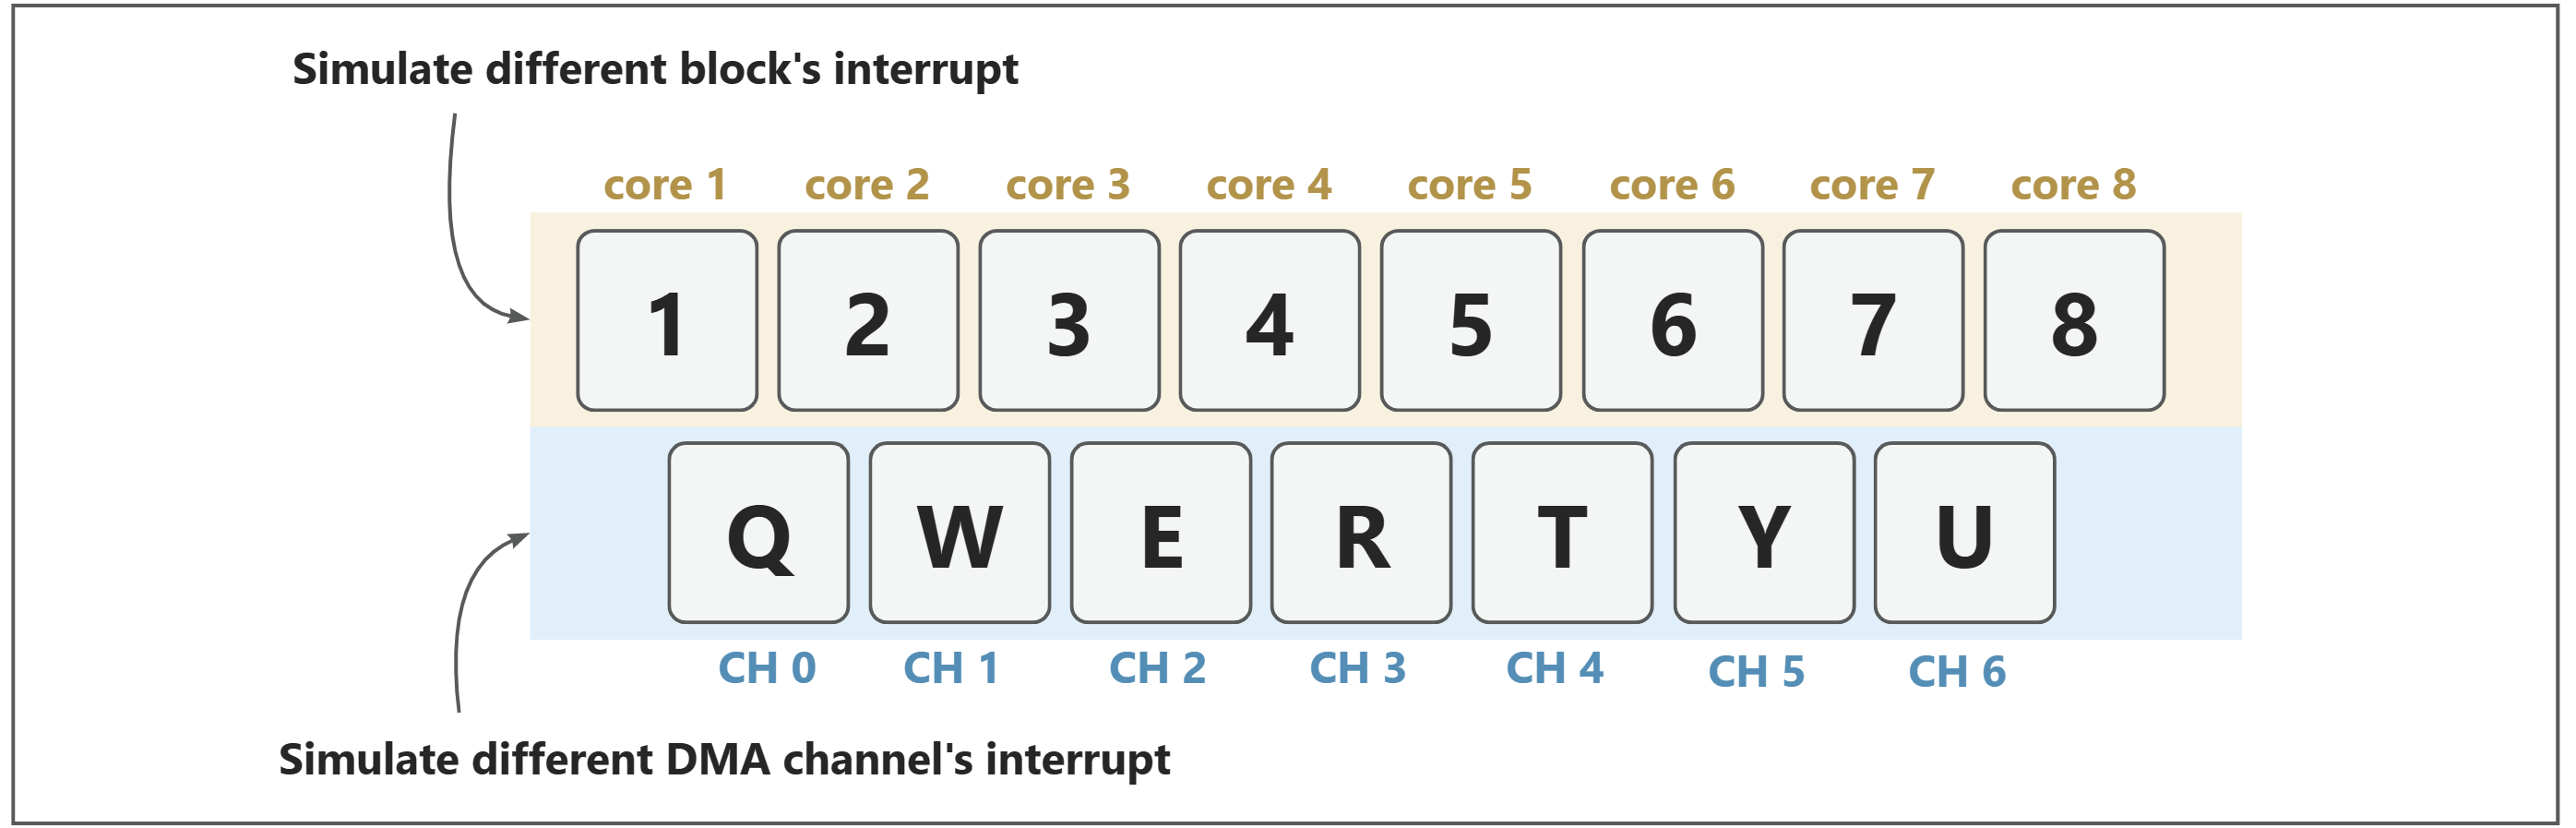 Simulate different block's interrupt
core 1 core 2 core 3 core 4 core 5 core 6 core 7 core 8
1 2 3 4 5 6 7 8
Q W E R T Y U
CH 0 CH 1 CH 2 CH 3 CH 4 CH 5 CH 6
Simulate different DMA channel's interrupt